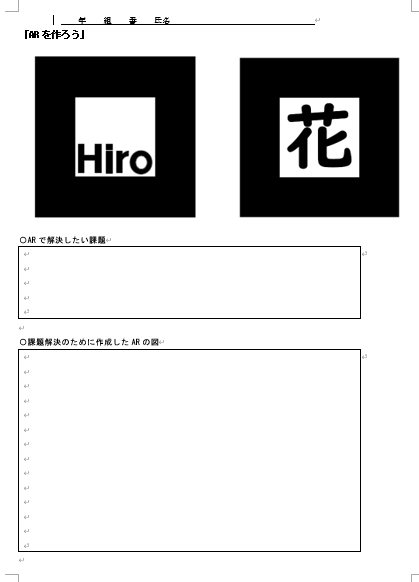 年　組　番　氏名
「ARを作ろう」
Hiro
花
○ARで解決したい課題
○課題解決のために作成したARの図